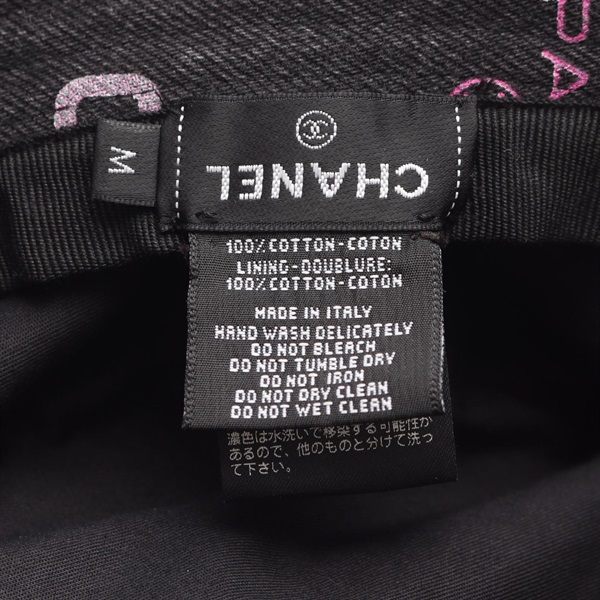 CHANEL
M
C
PA
100% COTTON-COTON
LINING-DOUBLURE:
100% COTTON-COTON
MADE IN ITALY
HAND WASH DELICATELY
DO NOT BLEACH
DO NOT TUMBLE DRY
DO NOT IRON
DO NOT DRY CLEAN
DO NOT WET CLEAN
濃色は水洗いで移染する可能性が
あるので、他のものと分けて洗っ
て下さい。